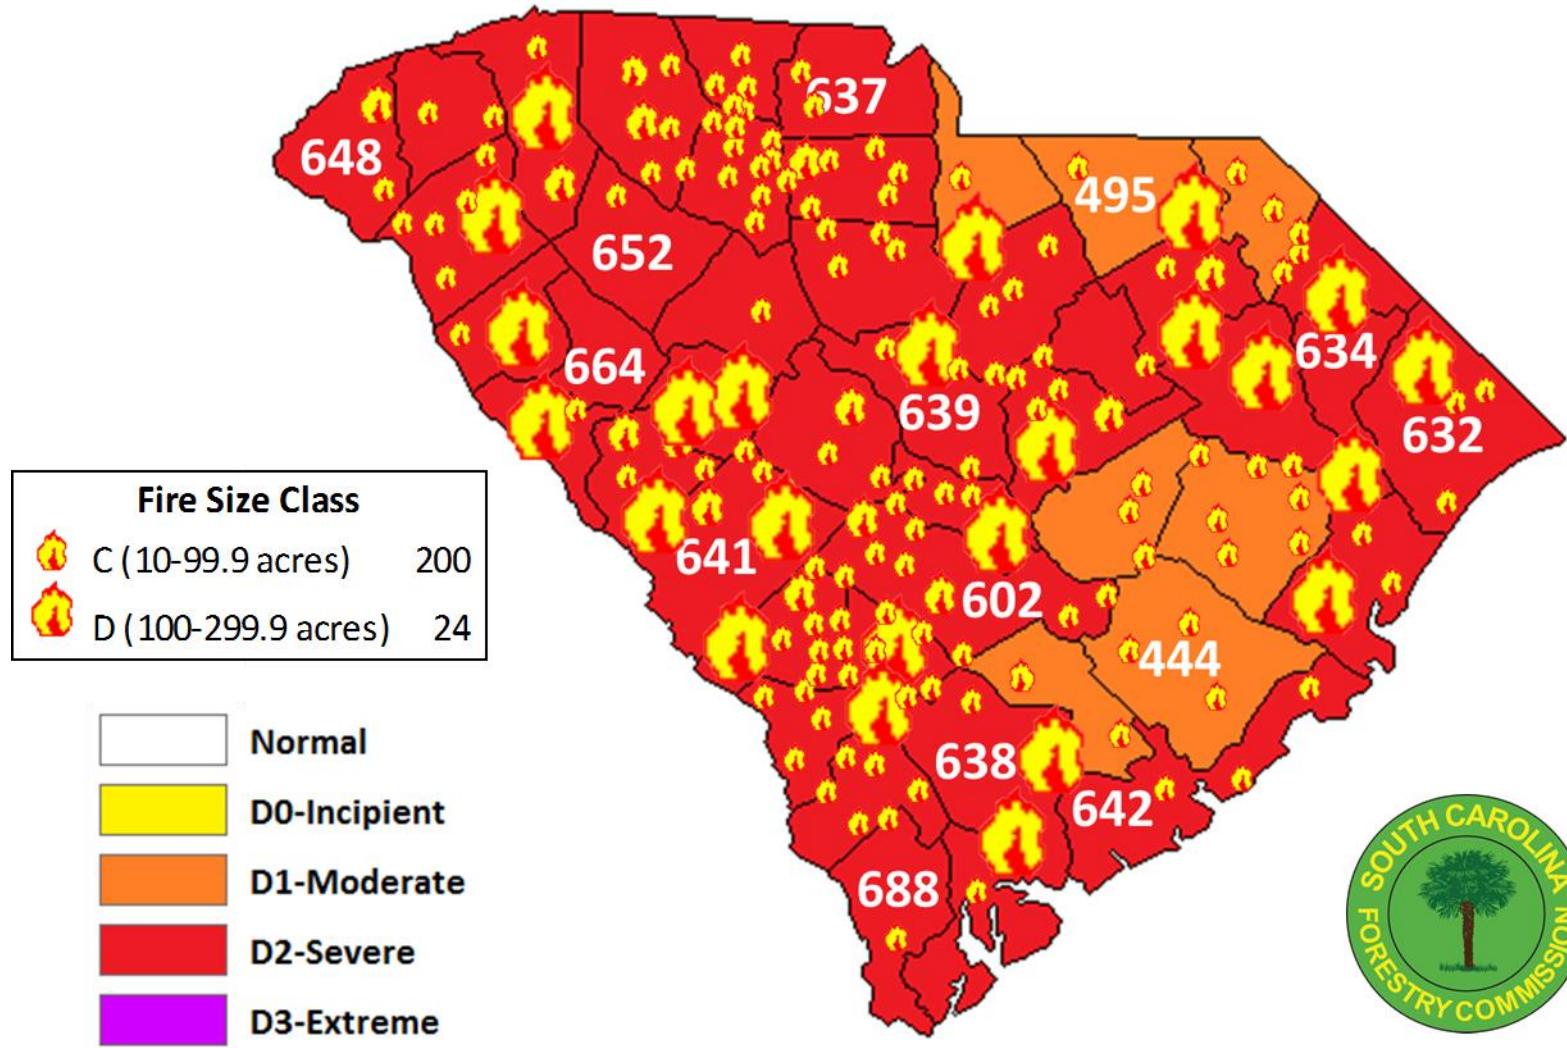 637
648
495
652
664
634
639
632
Fire Size Class
C (10-99.9 acres) 200
D (100-299.9 acres) 24
641
602
444
638
642
688
Normal
D0-Incipient
D1-Moderate
D2-Severe
D3-Extreme
SOUTH CAROLINA
FORESTRY COMMISSION